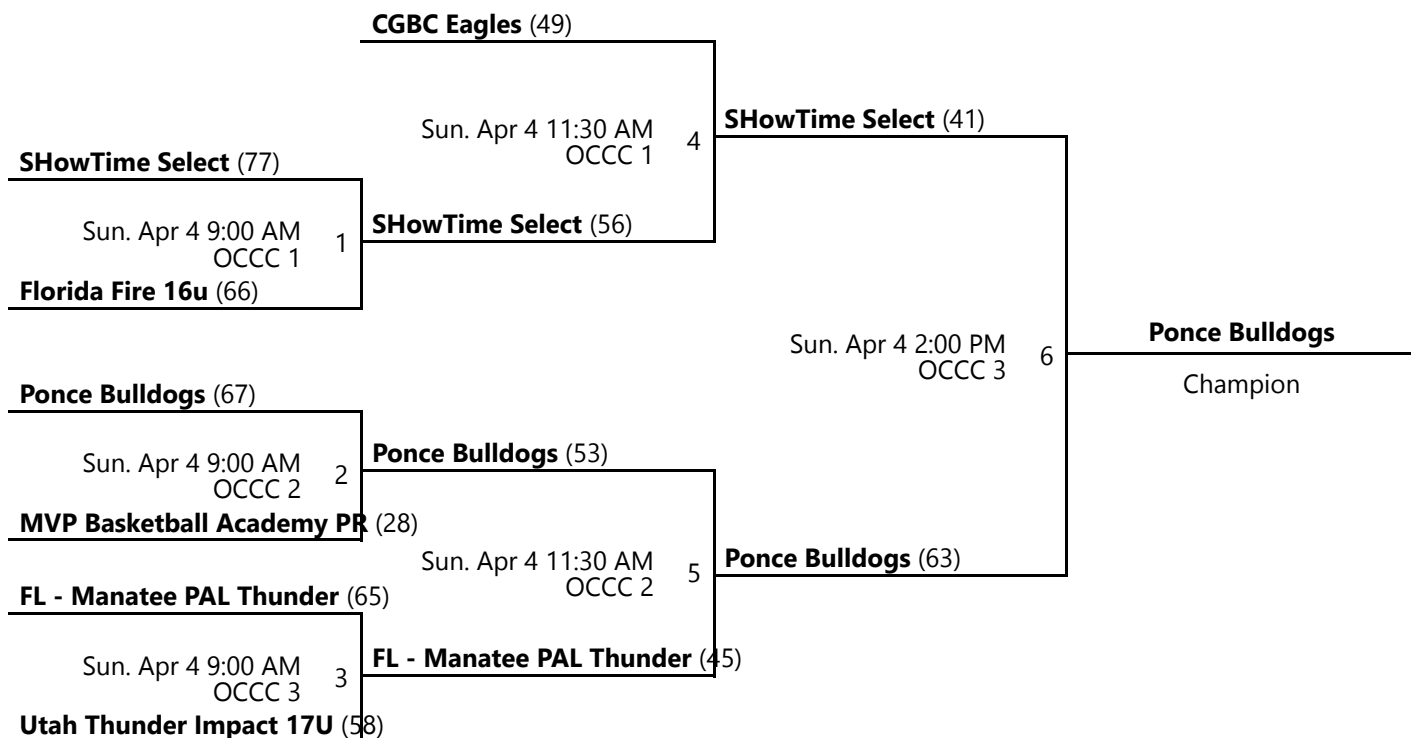 CGBC Eagles (49)
Sun. Apr 4 11:30 AM
OCCC 1
4
SHowTime Select (41)
SHowTime Select (77)
Sun. Apr 4 9:00 AM
OCCC 1
1
SHowTime Select (56)
Florida Fire 16u (66)
Sun. Apr 4 2:00 PM
OCCC 3
6
Ponce Bulldogs
Champion
Ponce Bulldogs (67)
Sun. Apr 4 9:00 AM
OCCC 2
2
Ponce Bulldogs (53)
MVP Basketball Academy PR (28)
Sun. Apr 4 11:30 AM
OCCC 2
5
Ponce Bulldogs (63)
FL - Manatee PAL Thunder (65)
Sun. Apr 4 9:00 AM
OCCC 3
3
FL - Manatee PAL Thunder (45)
Utah Thunder Impact 17U (58)